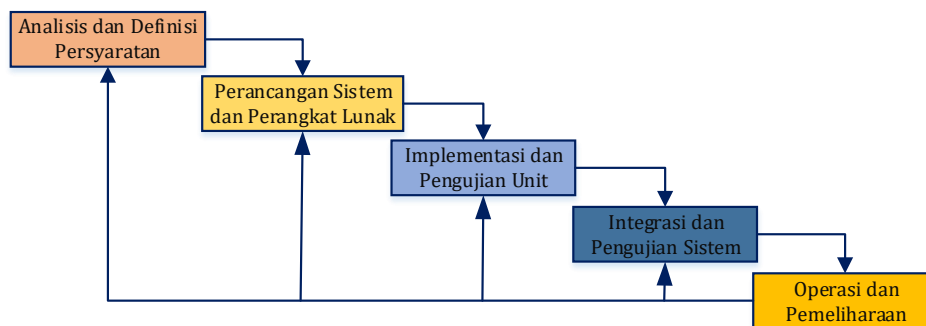 Analisis dan Definisi
Persyaratan
Perancangan Sistem
dan Perangkat Lunak
Implementasi dan
Pengujian Unit
Integrasi dan
Pengujian Sistem
Operasi dan
Pemeliharaan